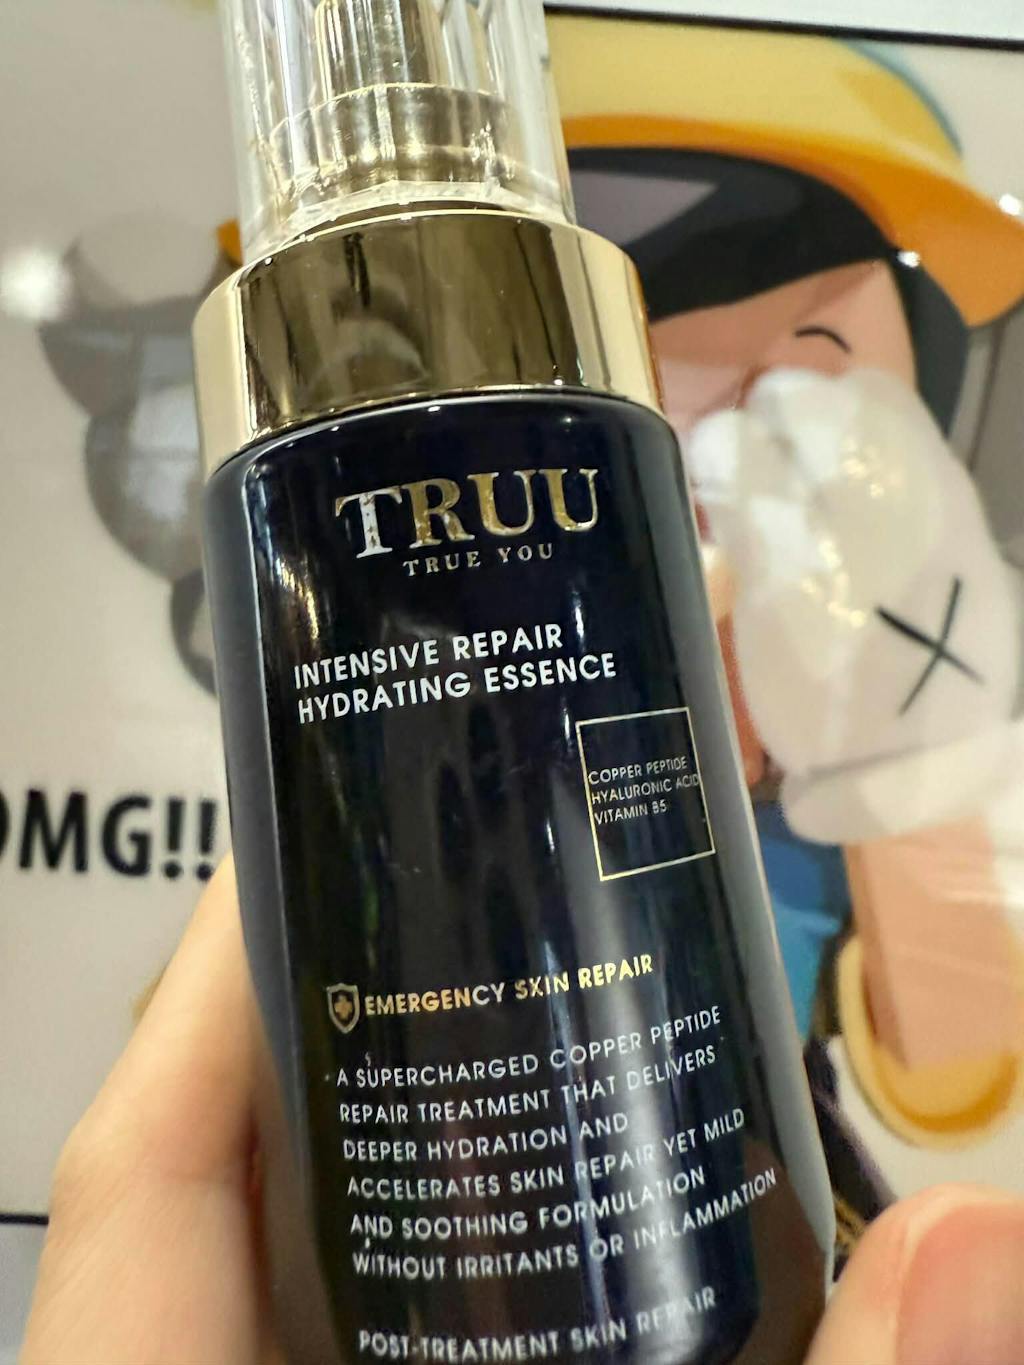 TRUU
TRUE YOU
INTENSIVE REPAIR
HYDRATING ESSENCE
COPPER PEPTIDE
HYALURONIC ACID
VITAMIN B5
EMERGENCY SKIN REPAIR
A SUPERCHARGED COPPER PEPTIDE
REPAIR TREATMENT THAT DELIVERS
DEEPER HYDRATION AND
ACCELERATES SKIN REPAIR YET MILD
AND SOOTHING FORMULATION
WITHOUT IRRITANTS OR INFLAMMATION
POST-TREATMENT SKIN REPAIR
OMG!!